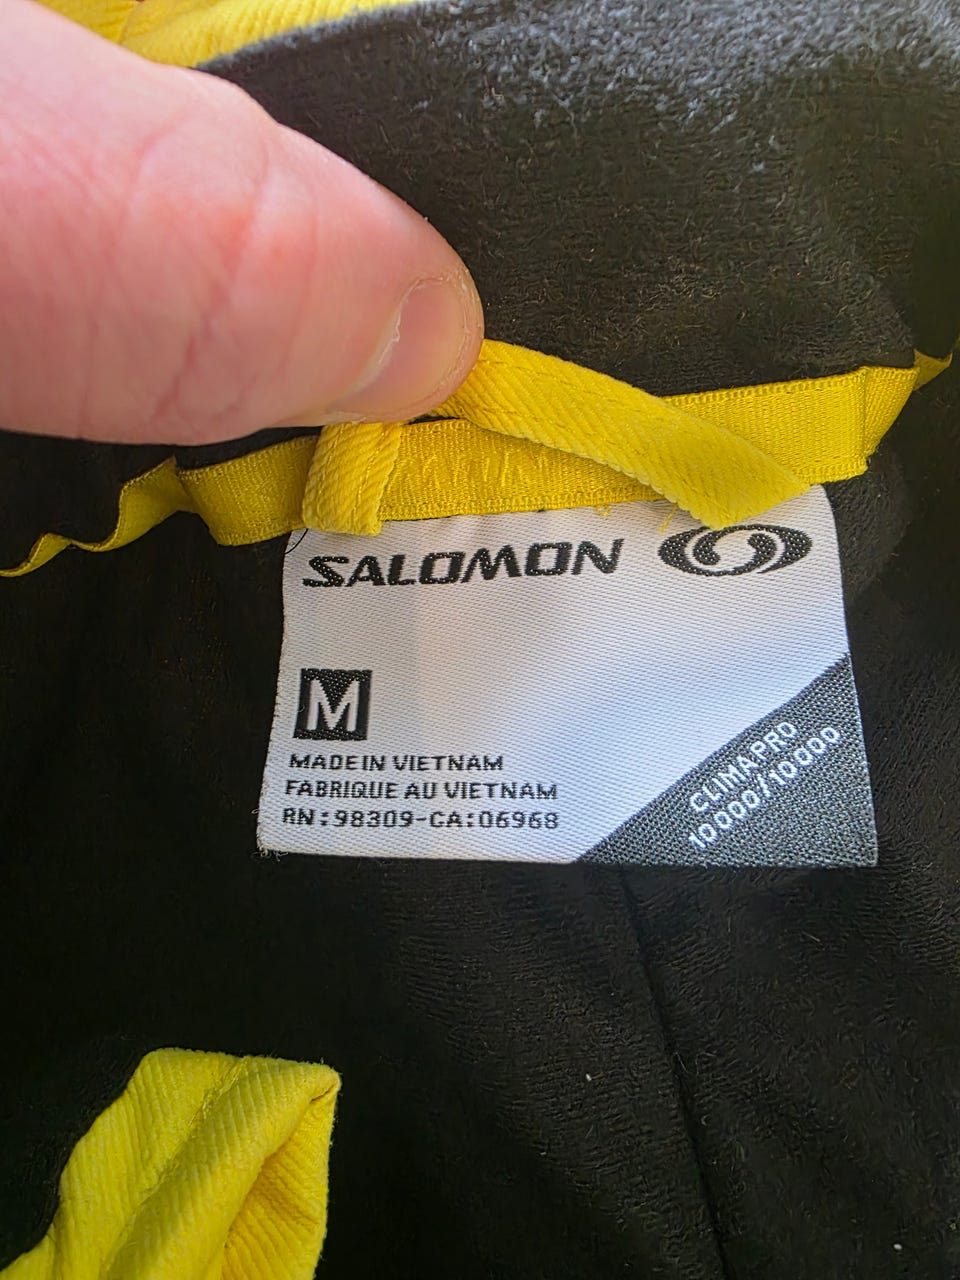 SALOMON
M
MADE IN VIETNAM
FABRIQUE AU VIETNAM
RN:98309-CA:06968
CLIMAPRO
10000/10000